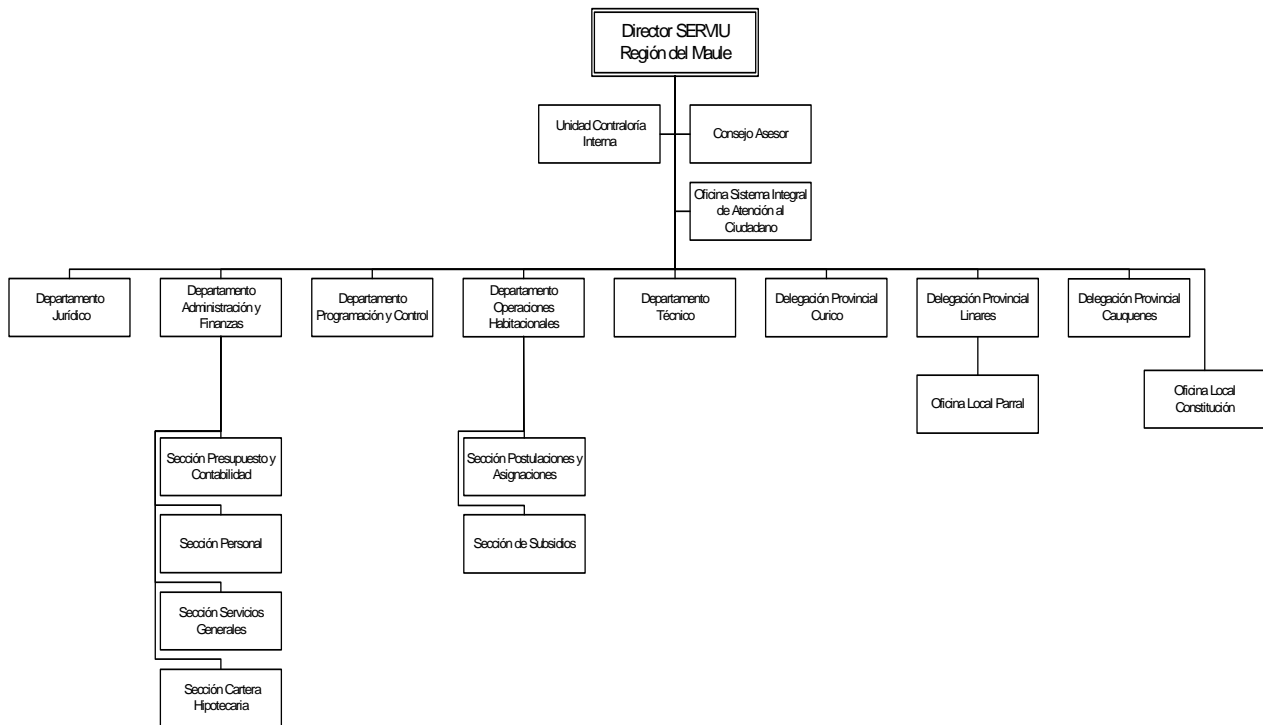 Director SERVIU
Región del Maule
Unidad Contraloría
Interna
Consejo Asesor
Oficina Sistema Integral
de Atención al
Ciudadano
Departamento
Jurídico
Departamento
Administración y
Finanzas
Departamento
Programación y Control
Departamento
Operaciones
Habitacionales
Departamento
Técnico
Delegación Provincial
Curico
Delegación Provincial
Linares
Delegación Provincial
Cauquenes
Oficina Local Parral
Oficina Local
Constitución
Sección Presupuesto y
Contabilidad
Sección Postulaciones y
Asignaciones
Sección Personal
Sección de Subsidios
Sección Servicios
Generales
Sección Cartera
Hipotecaria